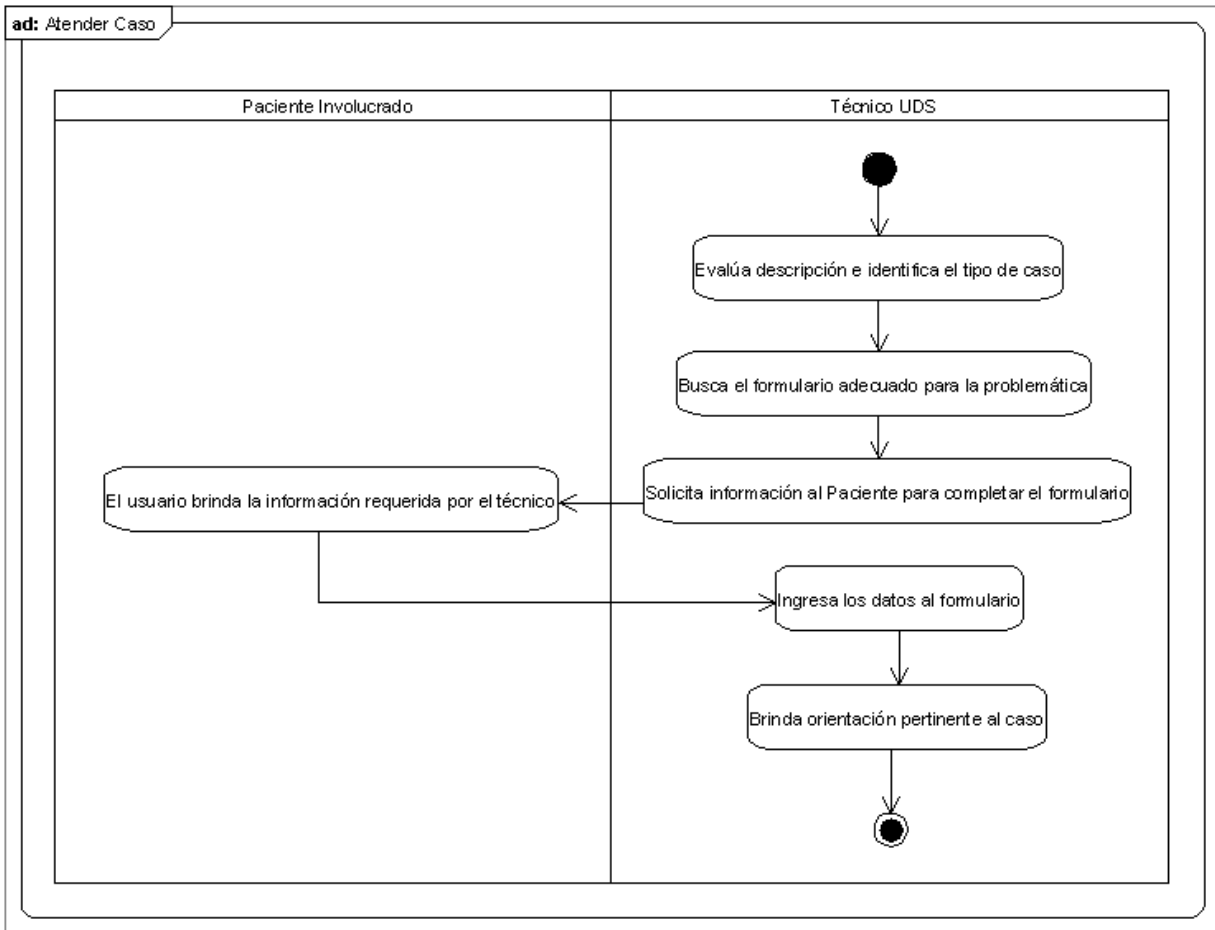 ad: Atender Caso
Paciente Involucrado
Técnico UDS
Evalúa descripción e identifica el tipo de caso
Busca el formulario adecuado para la problemática
Solicita información al Paciente para completar el formulario
El usuario brinda la información requerida por el técnico
Ingresa los datos al formulario
Brinda orientación pertinente al caso